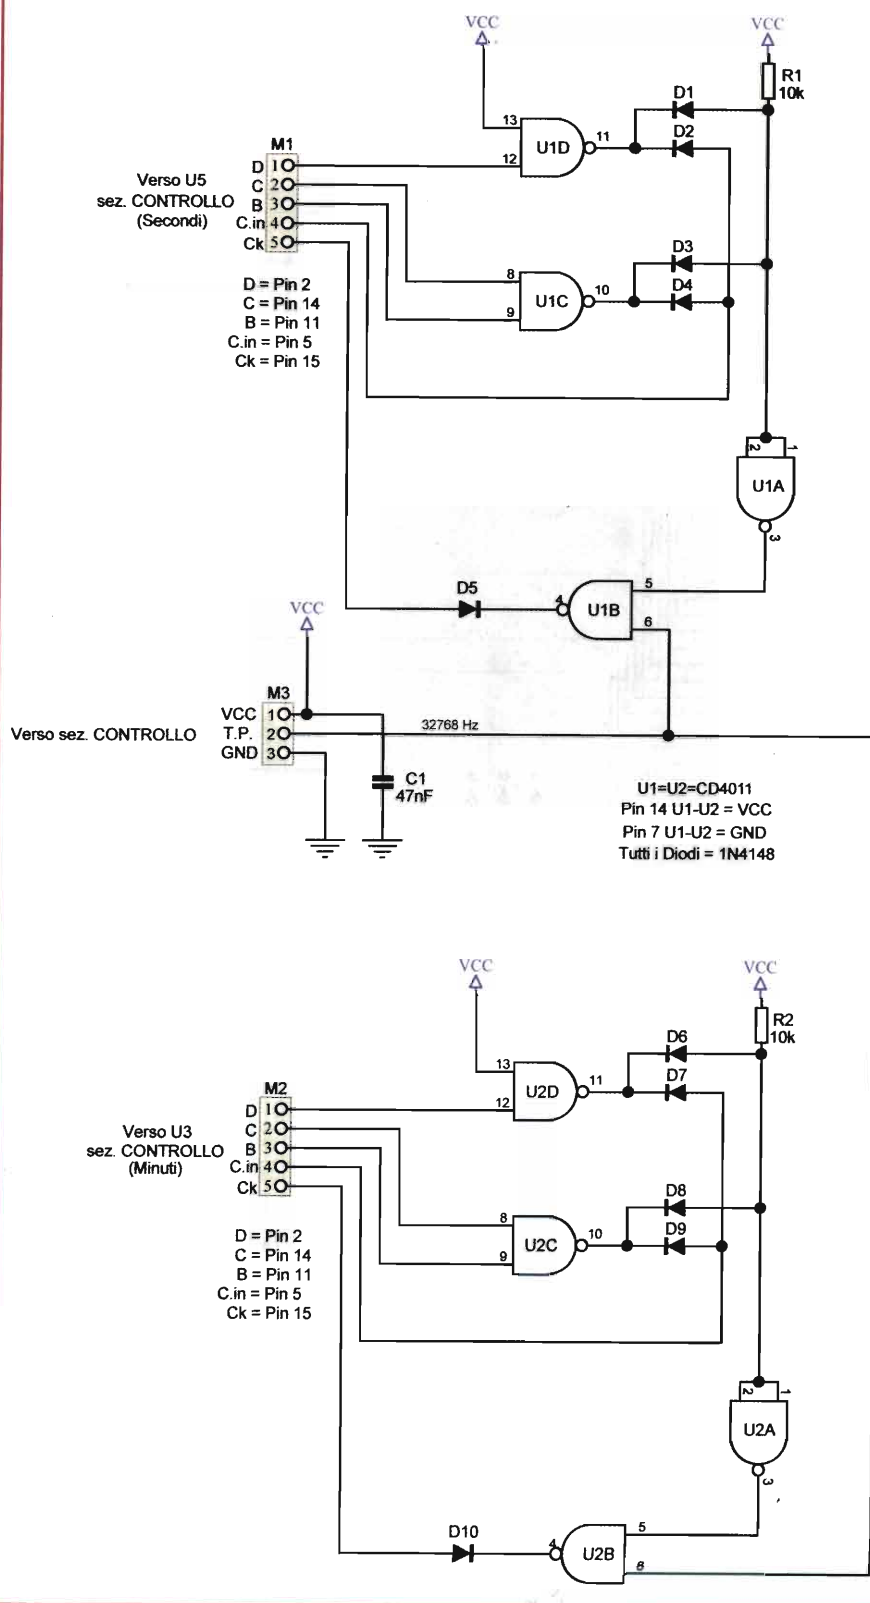 VCC
VCC
R1
10k
D1
D2
13
12
U1D
11
M1
D 1
C 2
B 3
C.in 4
Ck 5
Verso U5
sez. CONTROLLO
(Secondi)
D = Pin 2
C = Pin 14
B = Pin 11
C.in = Pin 5
Ck = Pin 15
D3
D4
8
9
U1C
10
2
1
U1A
3
D5
4
U1B
5
6
VCC
M3
VCC 1
T.P. 2
GND 3
Verso sez. CONTROLLO
32768 Hz
C1
47nF
U1=U2=CD4011
Pin 14 U1-U2 = VCC
Pin 7 U1-U2 = GND
Tutti i Diodi = 1N4148
VCC
VCC
R2
10k
D6
D7
13
12
U2D
11
M2
D 1
C 2
B 3
C.in 4
Ck 5
Verso U3
sez. CONTROLLO
(Minuti)
D = Pin 2
C = Pin 14
B = Pin 11
C.in = Pin 5
Ck = Pin 15
D8
D9
8
9
U2C
10
2
1
U2A
3
D10
4
U2B
5
6